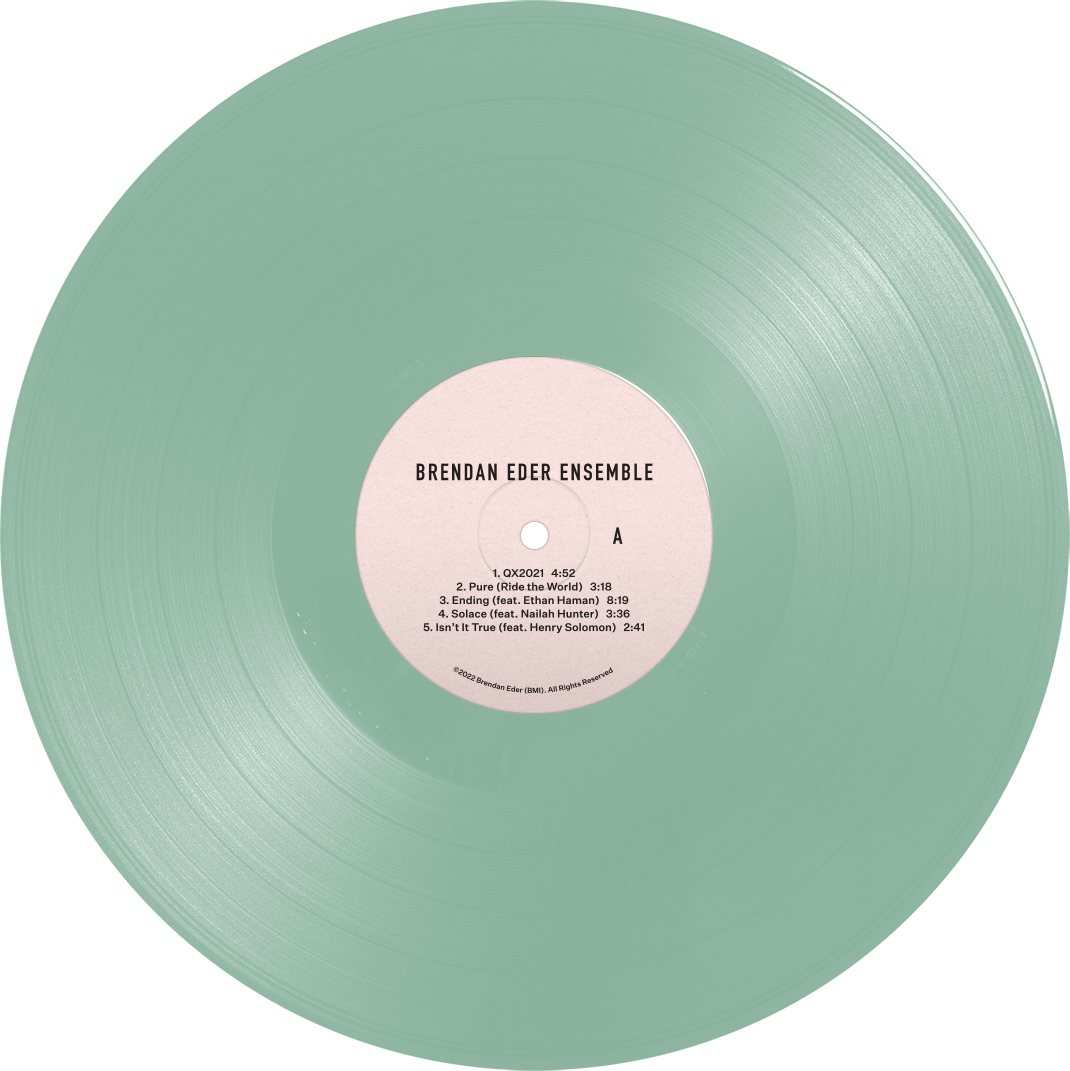 BRENDAN EDER ENSEMBLE
A
1. QX2021 4:52
2. Pure (Ride the World) 3:18
3. Ending (feat. Ethan Haman) 8:19
4. Solace (feat. Nailah Hunter) 3:36
5. Isn't It True (feat. Henry Solomon) 2:41
©2022 Brendan Eder (BMI). All Rights Reserved